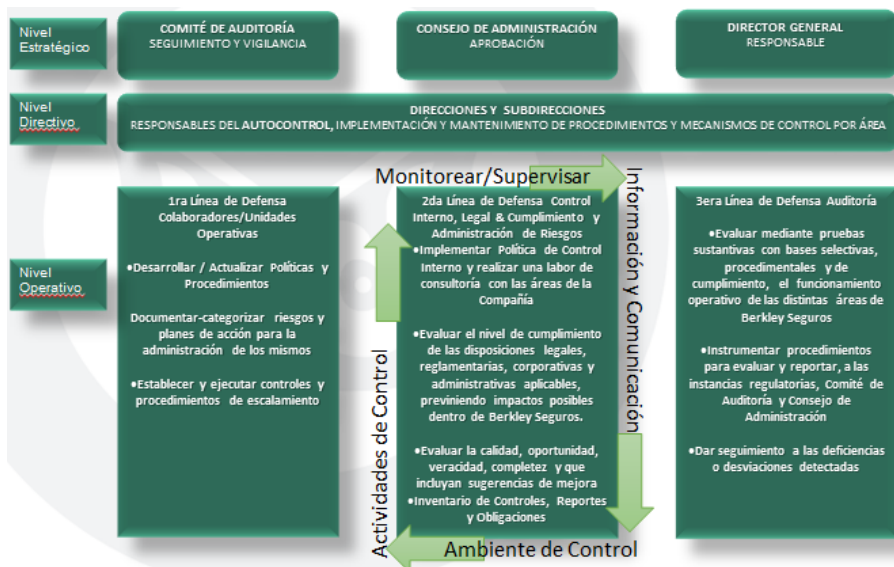 Nivel
Estratégico
COMITÉ DE AUDITORÍA
SEGUIMIENTO Y VIGILANCIA
CONSEJO DE ADMINISTRACIÓN
APROBACIÓN
DIRECTOR GENERAL
RESPONSABLE
Nivel
Directivo
DIRECCIONES Y SUBDIRECCIONES
RESPONSABLES DEL AUTOCONTROL, IMPLEMENTACIÓN Y MANTENIMIENTO DE PROCEDIMIENTOS Y MECANISMOS DE CONTROL POR ÁREA
Monitorear/Supervisar
Nivel
Operativo
1ra Línea de Defensa
Colaboradores/Unidades
Operativas
•Desarrollar / Actualizar Políticas y
Procedimientos
Documentar-categorizar riesgos y
planes de acción para la
administración de los mismos
•Establecer y ejecutar controles y
procedimientos de escalamiento
Actividades de Control
2da Línea de Defensa Control
Interno, Legal & Cumplimiento y
Administración de Riesgos
•Implementar Política de Control
Interno y realizar una labor de
consultoría con las áreas de la
Compañía
•Evaluar el nivel de cumplimiento
de las disposiciones legales,
reglamentarias, corporativas y
administrativas aplicables,
previniendo impactos posibles
dentro de Berkley Seguros.
•Evaluar la calidad, oportunidad,
veracidad, completez y que
incluyan sugerencias de mejora
•Inventario de Controles, Reportes
y Obligaciones
Información y Comunicación
3era Línea de Defensa Auditoría
•Evaluar mediante pruebas
sustantivas con bases selectivas,
procedimentales y de
cumplimiento, el funcionamiento
operativo de las distintas áreas de
Berkley Seguros
•Instrumentar procedimientos
para evaluar y reportar, a las
instancias regulatorias, Comité de
Auditoría y Consejo de
Administración
•Dar seguimiento a las deficiencias
o desviaciones detectadas
Ambiente de Control